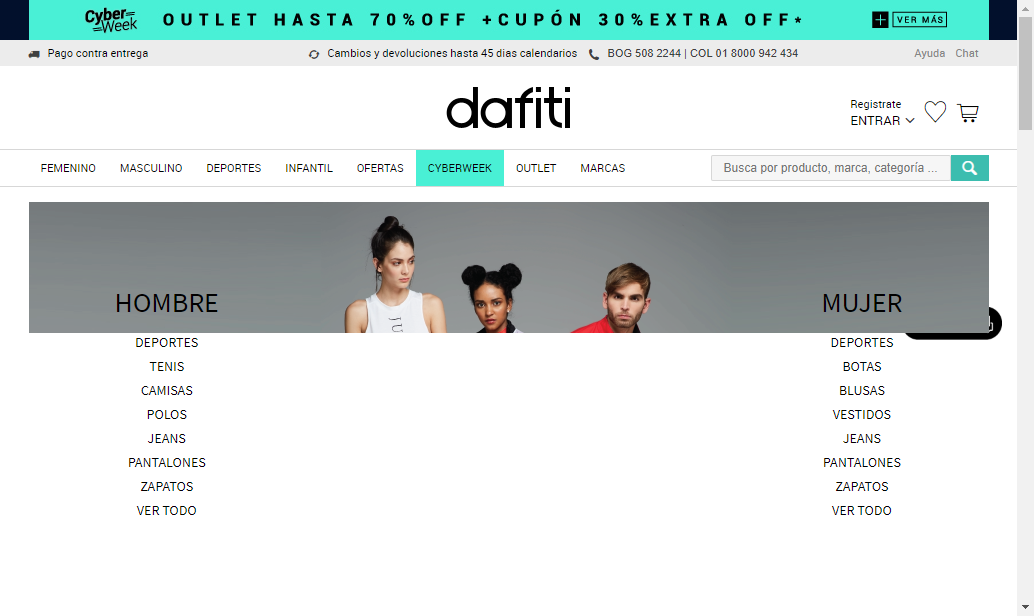 Cyber Week
OUTLET HASTA 70%OFF +CUPÓN 30%EXTRA OFF*
+ VER MÁS
Pago contra entrega
Cambios y devoluciones hasta 45 dias calendarios
BOG 508 2244 | COL 01 8000 942 434
Ayuda Chat
dafiti
Registrate
ENTRAR
FEMENINO MASCULINO DEPORTES INFANTIL OFERTAS CYBERWEEK OUTLET MARCAS
Busca por producto, marca, categoría ...
HOMBRE
DEPORTES
TENIS
CAMISAS
POLOS
JEANS
PANTALONES
ZAPATOS
VER TODO
MUJER
DEPORTES
BOTAS
BLUSAS
VESTIDOS
JEANS
PANTALONES
ZAPATOS
VER TODO